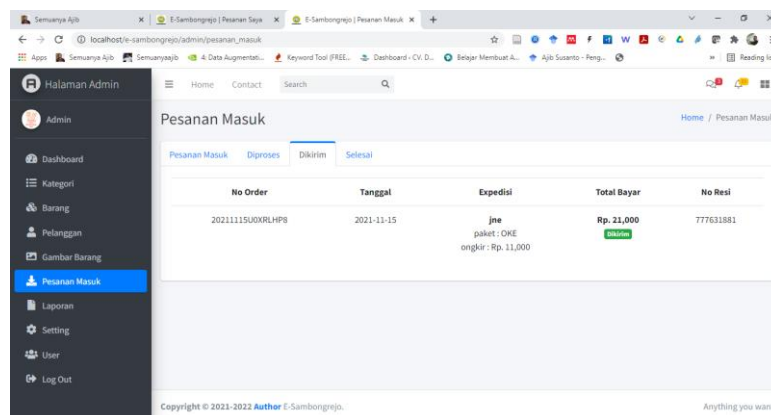 Semuanya Ajib
E-Sambongrejo | Pesanan Saya
E-Sambongrejo | Pesanan Masuk
localhost/e-sambongrejo/admin/pesanan_masuk
Apps
Semuanya Ajib
Semuanyaajib
4: Data Augmentati...
Keyword Tool (FREE...
Dashboard - CV. D...
Belajar Membuat A...
Ajib Susanto - Peng...
Reading lis
Halaman Admin
Home
Contact
Search
Admin
Pesanan Masuk
Home / Pesanan Masu
Dashboard
Kategori
Barang
Pelanggan
Gambar Barang
Pesanan Masuk
Laporan
Setting
User
Log Out
Pesanan Masuk
Diproses
Dikirim
Selesai
No Order
Tanggal
Expedisi
Total Bayar
No Resi
20211115U0XRLHP8
2021-11-15
jne
paket : OKE
ongkir : Rp. 11,000
Rp. 21,000
Dikirim
777631881
Copyright © 2021-2022 Author E-Sambongrejo.
Anything you wan